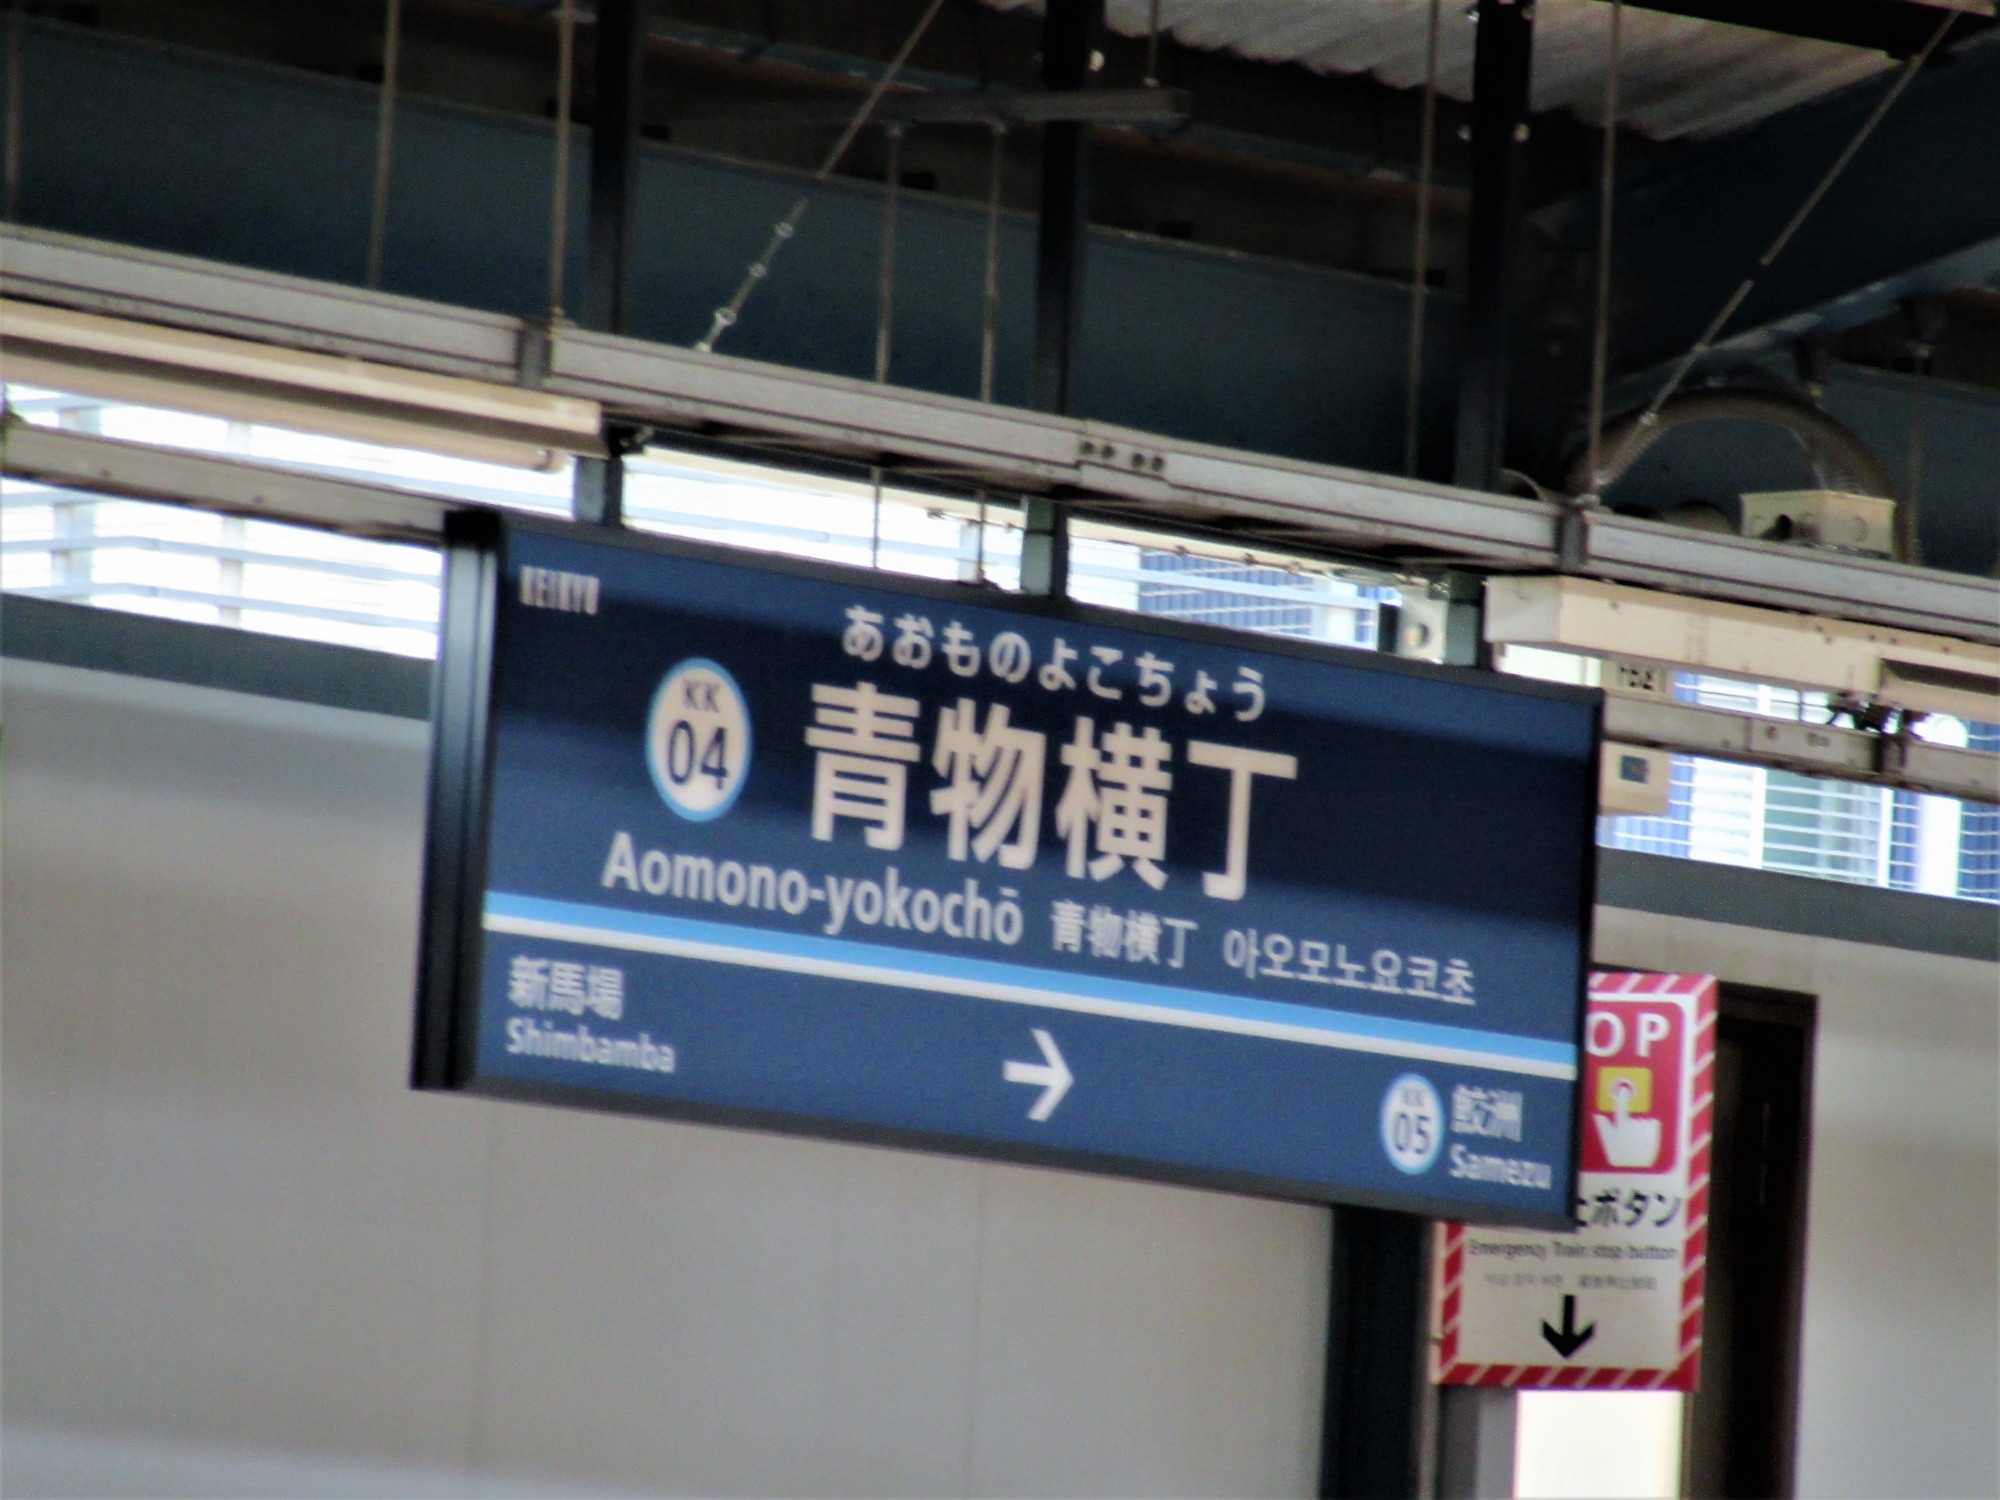 KEIKYU
あおものよこちょう
KK
04
青物横丁
Aomono-yokochō 青物横丁 아오모노요코초
新馬場
Shimbamba
→
KK
05
鮫洲
Samezu
OP
ボタン
Emergency Train stop button
↓